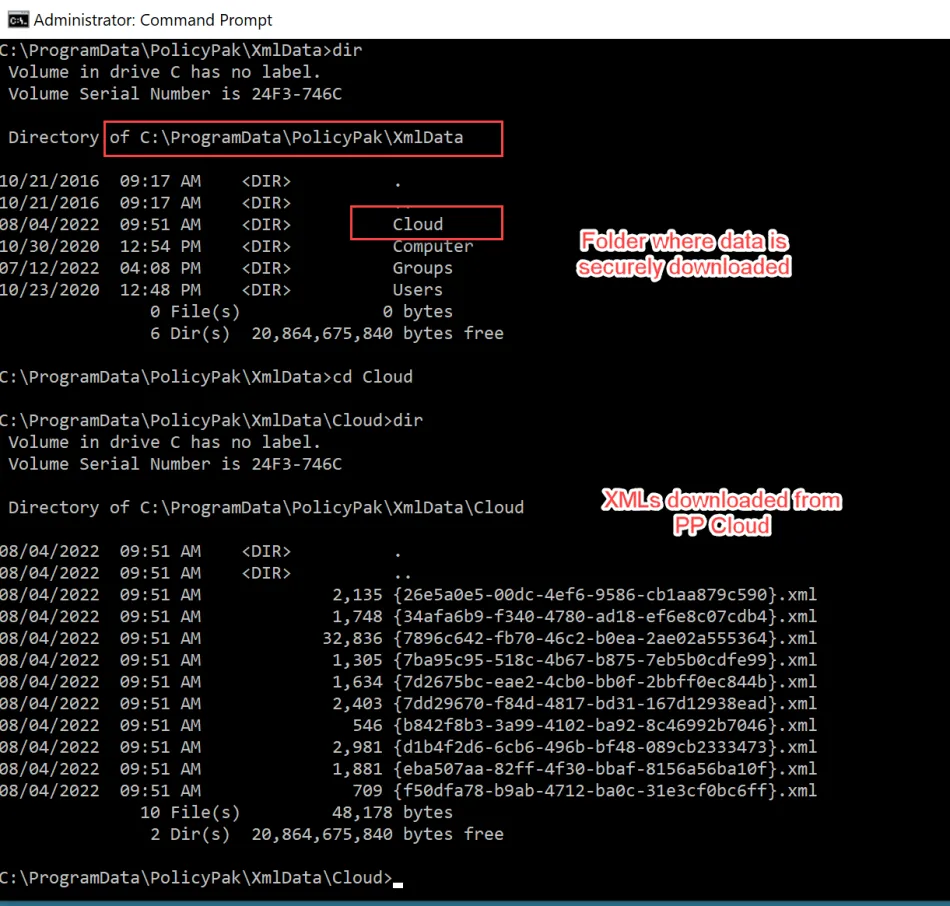 Administrator: Command Prompt
C:\ProgramData\PolicyPak\XmlData>dir
Volume in drive C has no label.
Volume Serial Number is 24F3-746C
Directory of C:\ProgramData\PolicyPak\XmlData
10/21/2016 09:17 AM <DIR> .
10/21/2016 09:17 AM <DIR> ..
08/04/2022 09:51 AM <DIR> Cloud
10/30/2020 12:54 PM <DIR> Computer
07/12/2022 04:08 PM <DIR> Groups
10/23/2020 12:48 PM <DIR> Users
0 File(s) 0 bytes
6 Dir(s) 20,864,675,840 bytes free
Folder where data is
securely downloaded
C:\ProgramData\PolicyPak\XmlData>cd Cloud
C:\ProgramData\PolicyPak\XmlData\Cloud>dir
Volume in drive C has no label.
Volume Serial Number is 24F3-746C
Directory of C:\ProgramData\PolicyPak\XmlData\Cloud
XMLs downloaded from
PP Cloud
08/04/2022 09:51 AM <DIR> .
08/04/2022 09:51 AM <DIR> ..
08/04/2022 09:51 AM 2,135 {26e5a0e5-00dc-4ef6-9586-cb1aa879c590}.xml
08/04/2022 09:51 AM 1,748 {34afa6b9-f340-4780-ad18-ef6e8c07cdb4}.xml
08/04/2022 09:51 AM 32,836 {7896c642-fb70-46c2-b0ea-2ae02a555364}.xml
08/04/2022 09:51 AM 1,305 {7ba95c95-518c-4b67-b875-7eb5b0cdfe99}.xml
08/04/2022 09:51 AM 1,634 {7d2675bc-eae2-4cb0-bb0f-2bbff0ec844b}.xml
08/04/2022 09:51 AM 2,403 {7dd29670-f84d-4817-bd31-167d12938ead}.xml
08/04/2022 09:51 AM 546 {b842f8b3-3a99-4102-ba92-8c46992b7046}.xml
08/04/2022 09:51 AM 2,981 {d1b4f2d6-6cb6-496b-bf48-089cb2333473}.xml
08/04/2022 09:51 AM 1,881 {eba507aa-82ff-4f30-bbaf-8156a56ba10f}.xml
08/04/2022 09:51 AM 709 {f50dfa78-b9ab-4712-ba0c-31e3cf0bc6ff}.xml
10 File(s) 48,178 bytes
2 Dir(s) 20,864,675,840 bytes free
C:\ProgramData\PolicyPak\XmlData\Cloud>